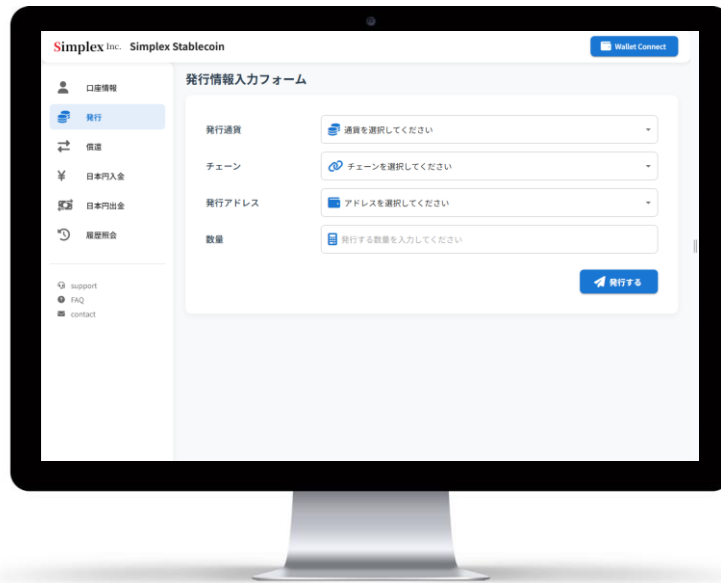 Simplex Inc. Simplex Stablecoin
Wallet Connect
口座情報
発行
償還
日本円入金
日本円出金
履歴照会
support
FAQ
contact
発行情報入力フォーム
発行通貨
通貨を選択してください
チェーン
チェーンを選択してください
発行アドレス
アドレスを選択してください
数量
発行する数量を入力してください
発行する